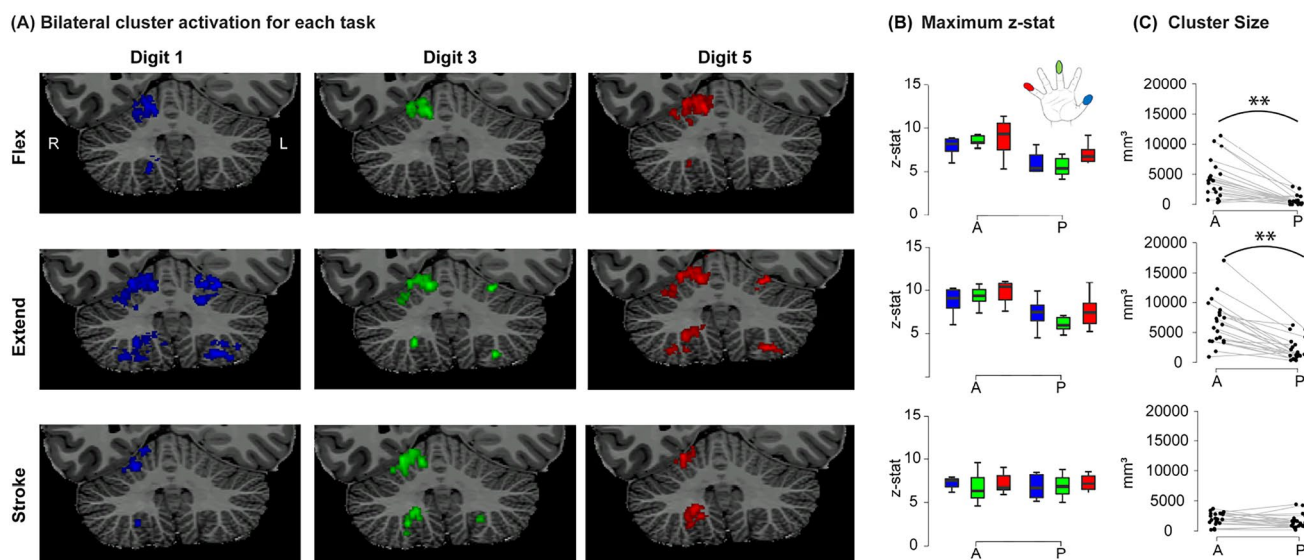 (A) Bilateral cluster activation for each task
(B) Maximum z-stat
(C) Cluster Size
Digit 1
Digit 3
Digit 5
Flex
R
L
z-stat
15
10
5
0
A
P
mm³
20000
15000
10000
5000
0
**
A
P
Extend
z-stat
15
10
5
0
A
P
mm³
20000
15000
10000
5000
0
**
A
P
Stroke
z-stat
15
10
5
0
A
P
mm³
20000
15000
10000
5000
0
A
P